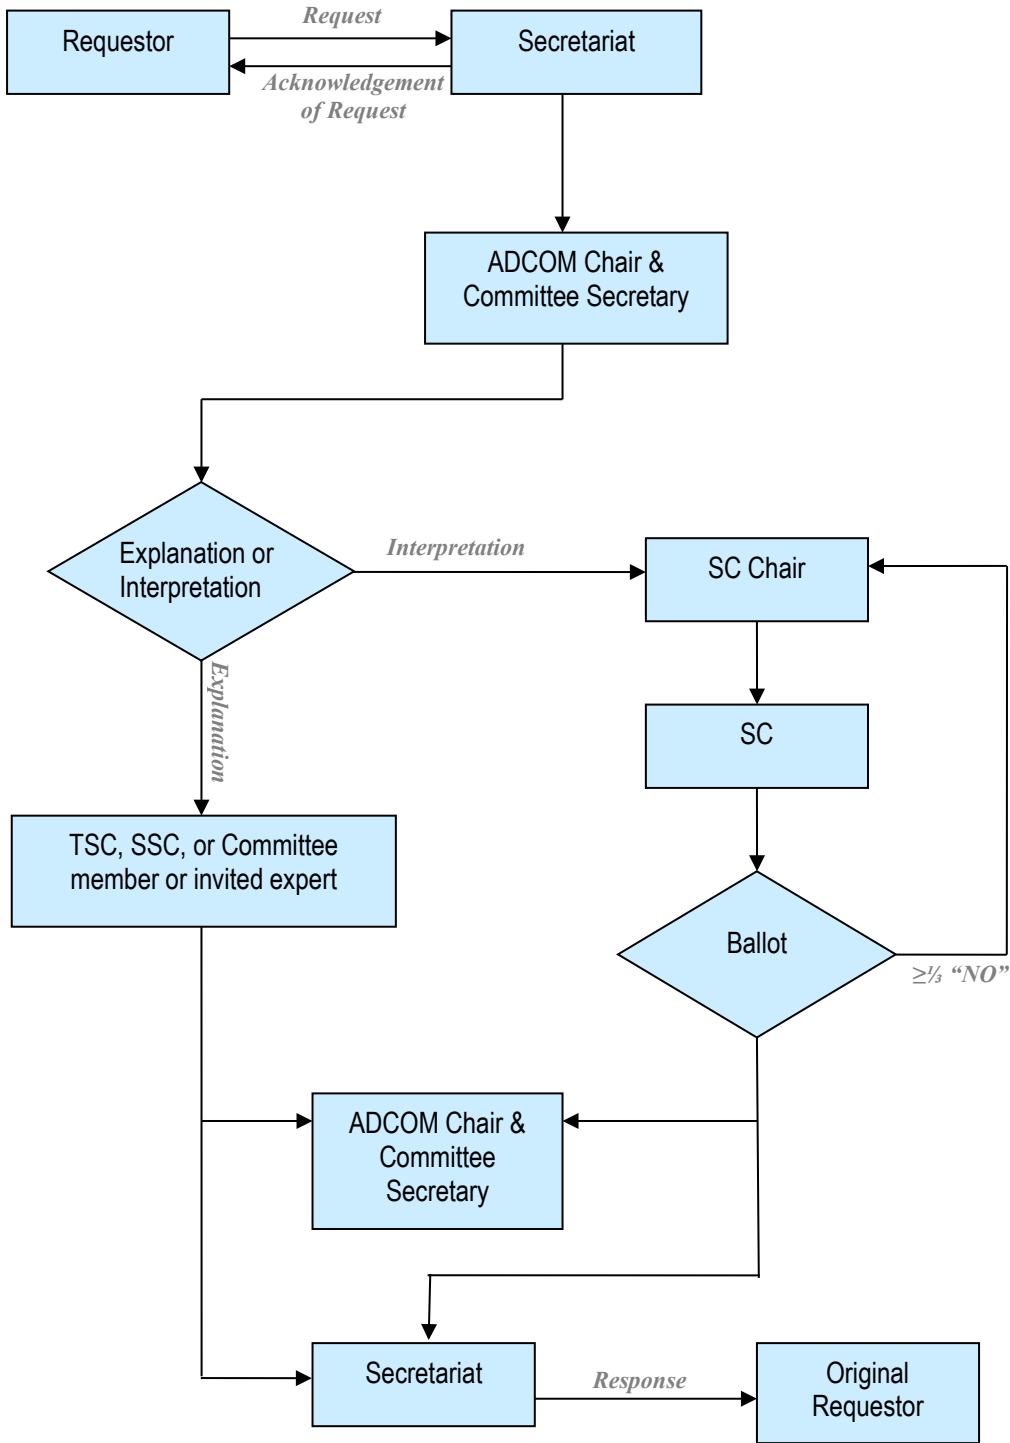 Request
Requestor
Secretariat
Acknowledgement
of Request
ADCOM Chair &
Committee Secretary
Explanation or
Interpretation
Interpretation
SC Chair
Explanation
SC
TSC, SSC, or Committee
member or invited expert
Ballot
≥⅓ “NO”
ADCOM Chair &
Committee
Secretary
Secretariat
Response
Original
Requestor